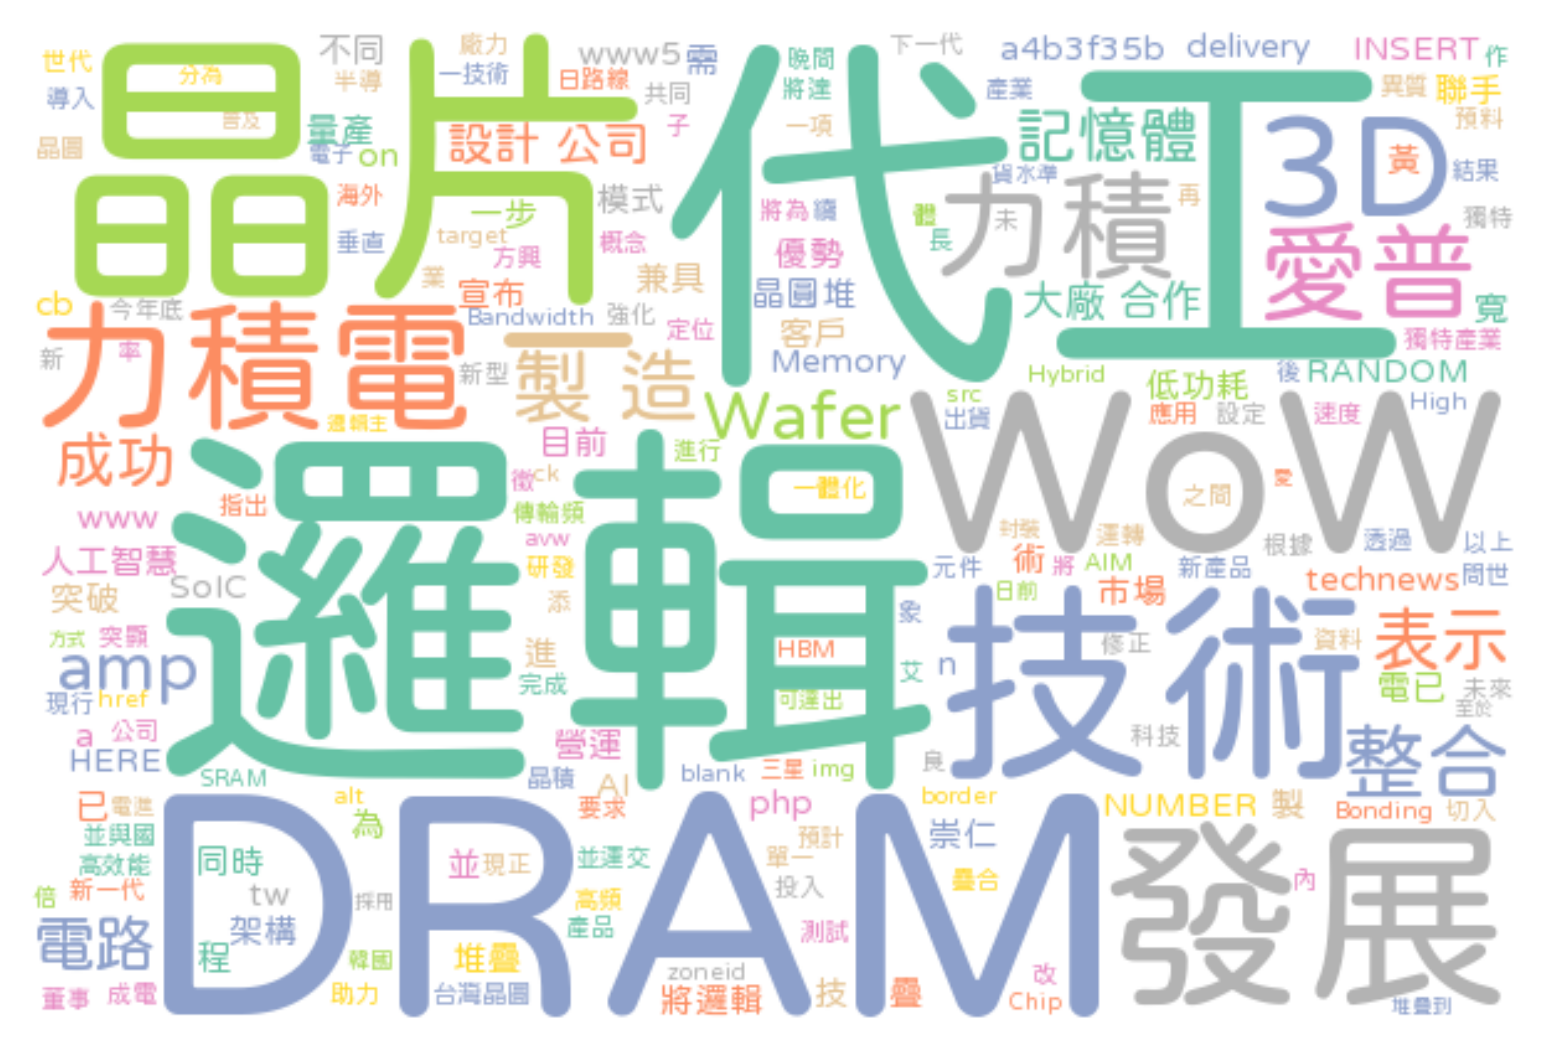 世代 分為 不同 廠力 www5 需 晚間 下一代 a4b3f35b delivery INSERT 作
導入 半導 一技術 日路線 共同 將達 產業 異質 聯手
晶片 代工
晶圓 普及 量產 電子 on 設計 公司 子 一項 記憶體 3D 黃 預料 結果
海外 一步 模式 將為 續 體 長 貨水準 力積 未 再 獨特
垂直 target 方興 概念 優勢 愛普
業 宣布 兼具 晶圓 堆 大廠 合作 寬
cb 今年底 Bandwidth 強化 定位 客戶 獨特產業
力積電 新 率 新型 製 造 一 Memory Hybrid 低功耗 後 RANDOM
邏輯主 Wafer src 出貨 應用 設定 速度 High
成功 目前 進行 WoW
邏輯 徵 ck 一體化 之間 愛
www 指出 傳輸頻 avw 封裝 運轉 根據 透過 以上
人工智慧 SoIC 研發 元件 術 將 AIM 新產品 technews 問世
突破 添 象 日前 市場
方式 突顯 進 HBM 技術 修正 資料 表示
amp 完成 艾 n 電已 未來
現行 href 可達出 至於
a 公司 營運 科技 整合
HERE SRAM 晶積 AI blank 三星 img 良
已 電進 alt 要求 php border NUMBER 製 Bonding 切入
並與國 為 DRAM 預計 崇仁 發展
高效能 同時 並 現正 並運交 單一
倍 新一代 tw 採用 高頻 投入 疊合 內
電路 架構 產品 測試
程 韓國 堆疊 zoneid 改
董事 成電 助力 台灣晶圓 將邏輯 技 疊 Chip 堆疊到